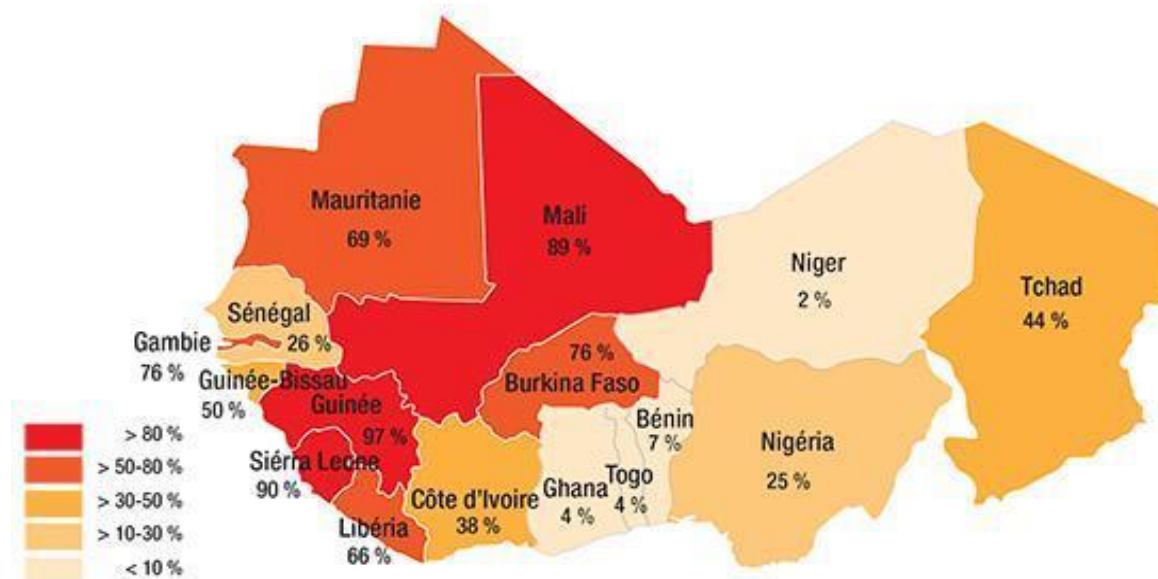 Mauritanie
69 %
Mali
89 %
Niger
2 %
Tchad
44 %
Sénégal
26 %
Gambie
76 %
Guinée-Bissau
50 %
Guinée
97 %
Siérra Leone
90 %
Libéria
66 %
Côte d'Ivoire
38 %
76 %
Burkina Faso
Ghana
4 %
Togo
4 %
Bénin
7 %
Nigéria
25 %
> 80 %
> 50-80 %
> 30-50 %
> 10-30 %
< 10 %